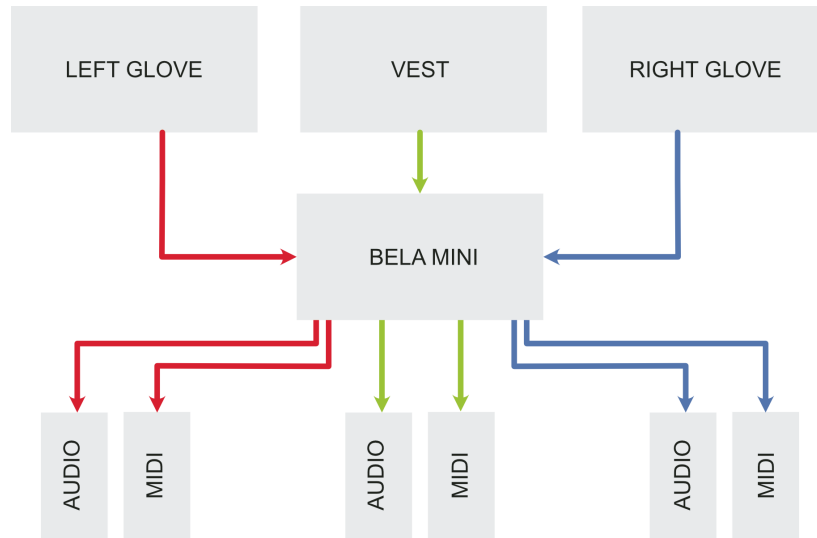 LEFT GLOVE
VEST
RIGHT GLOVE
BELA MINI
AUDIO
MIDI
AUDIO
MIDI
AUDIO
MIDI